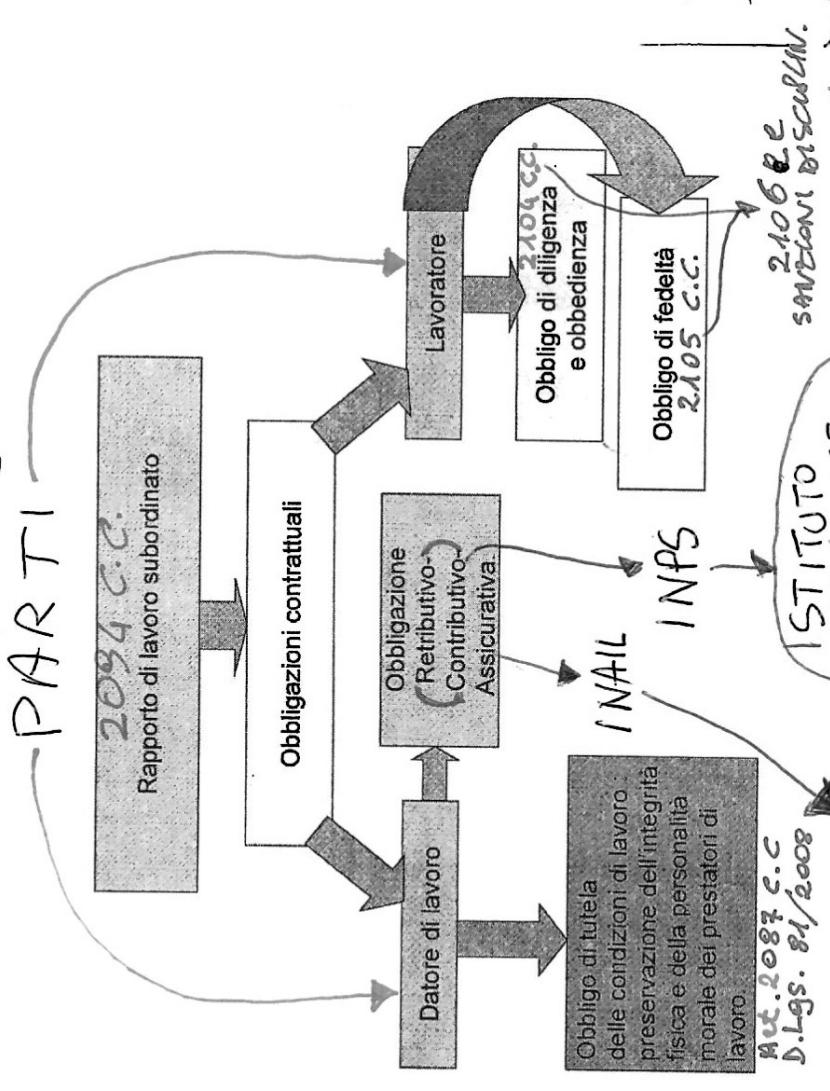 PARTI
2094 C.C.
Rapporto di lavoro subordinato
Obbligazioni contrattuali
Datore di lavoro
Lavoratore
Obbligazione
Retributivo-
Contributivo-
Assicurativa
Obbligo di tutela
delle condizioni di lavoro
preservazione dell'integrità
fisica e della personalità
morale dei prestatori di
lavoro.
Art. 2087 C.C
D.Lgs. 81/2008
INAIL
INPS
ISTITUTO
2104 C.C.
Obbligo di diligenza
e obbedienza
Obbligo di fedeltà
2105 C.C.
2106 CC
SANZIONI DISCIPLIN.